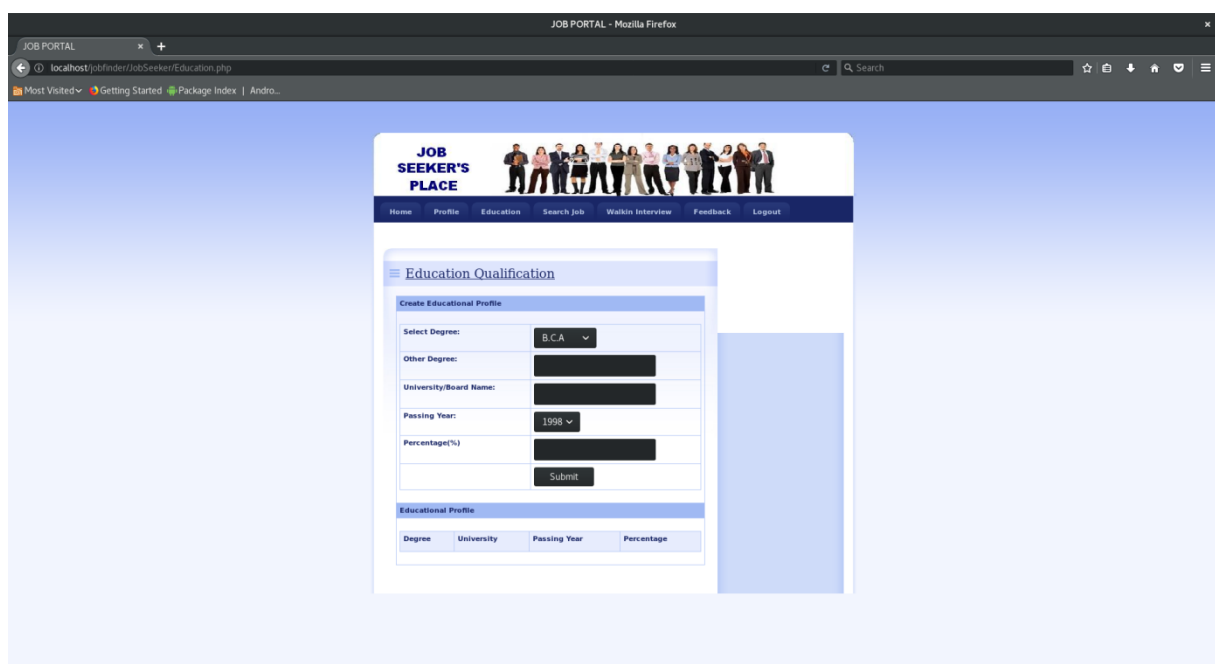 JOB PORTAL - Mozilla Firefox
JOB PORTAL
localhost/jobfinder/JobSeeker/Education.php
Search
Most Visited Getting Started Package Index | Andro...
JOB
SEEKER'S
PLACE
Home Profile Education Search Job Walkin Interview Feedback Logout
Education Qualification
Create Educational Profile
Select Degree: B.C.A
Other Degree:
University/Board Name:
Passing Year: 1998
Percentage(%)
Submit
Educational Profile
Degree University Passing Year Percentage